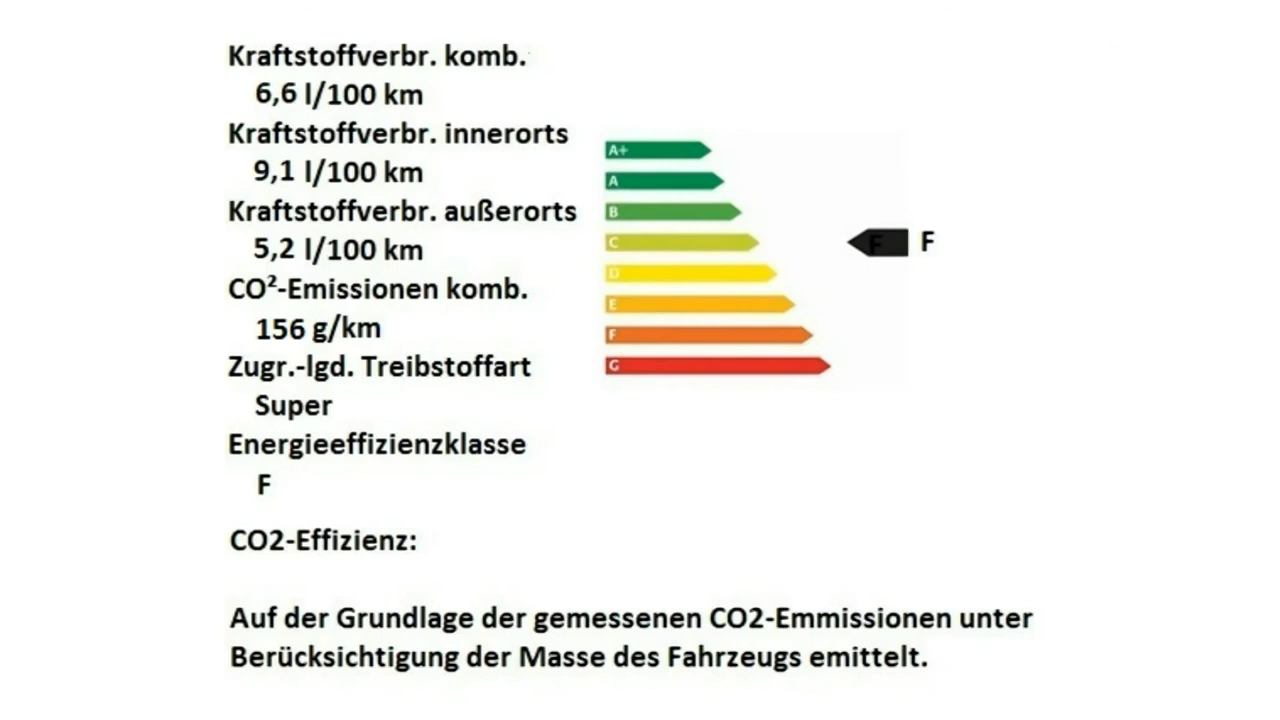 Kraftstoffverbr. komb.
6,6 l/100 km
Kraftstoffverbr. innerorts
9,1 l/100 km
Kraftstoffverbr. außerorts
5,2 l/100 km
CO²-Emissionen komb.
156 g/km
Zugr.-lgd. Treibstoffart
Super
Energieeffizienzklasse
F
A+
A
B
C
D
E
F
G
F F
CO2-Effizienz:
Auf der Grundlage der gemessenen CO2-Emmissionen unter
Berücksichtigung der Masse des Fahrzeugs emittelt.